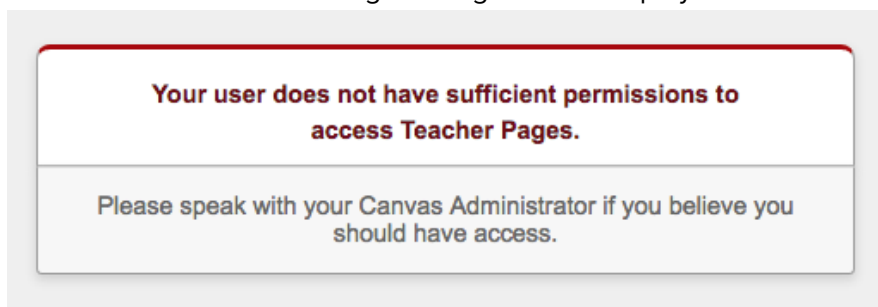 Your user does not have sufficient permissions to
access Teacher Pages.
Please speak with your Canvas Administrator if you believe you
should have access.